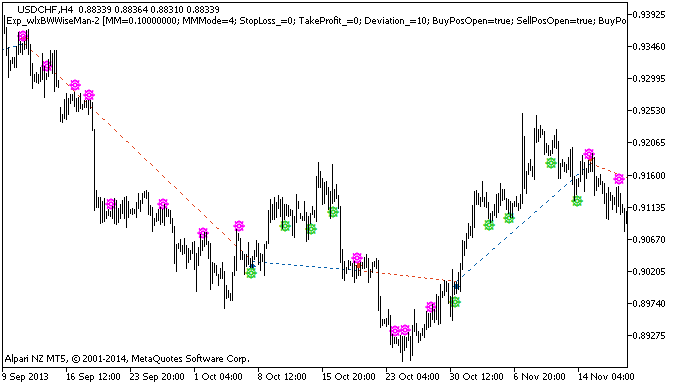 USDCHF,H4 0.88339 0.88364 0.88310 0.88339
Exp_wlxBWWiseMan-2 [MM=0.10000000; MMMode=4; StopLoss_=0; TakeProfit_=0; Deviation_=10; BuyPosOpen=true; SellPosOpen=true; BuyPo
0.93925
0.93460
0.92995
0.92530
0.92065
0.91600
0.91135
0.90670
0.90205
0.89740
0.89275
Alpari NZ MT5, © 2001-2014, MetaQuotes Software Corp.
9 Sep 2013 16 Sep 12:00 23 Sep 20:00 1 Oct 04:00 8 Oct 12:00 15 Oct 20:00 23 Oct 04:00 30 Oct 12:00 6 Nov 20:00 14 Nov 04:00